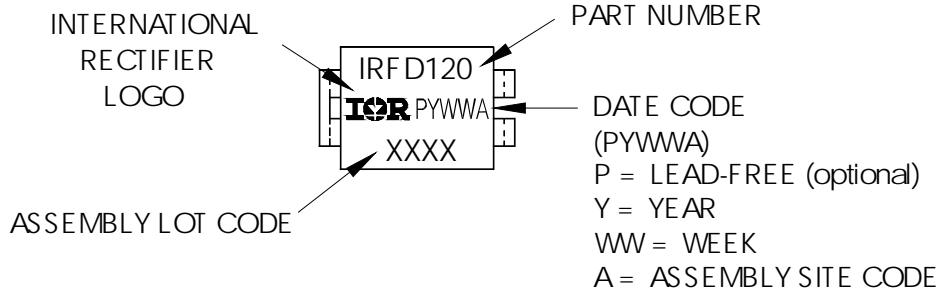 INTERNATIONAL
RECTIFIER
LOGO
PART NUMBER
IRFD120
IOR PYWWA
XXXX
ASSEMBLY LOT CODE
DATE CODE
(PYWWA)
P = LEAD-FREE (optional)
Y = YEAR
WW = WEEK
A = ASSEMBLY SITE CODE